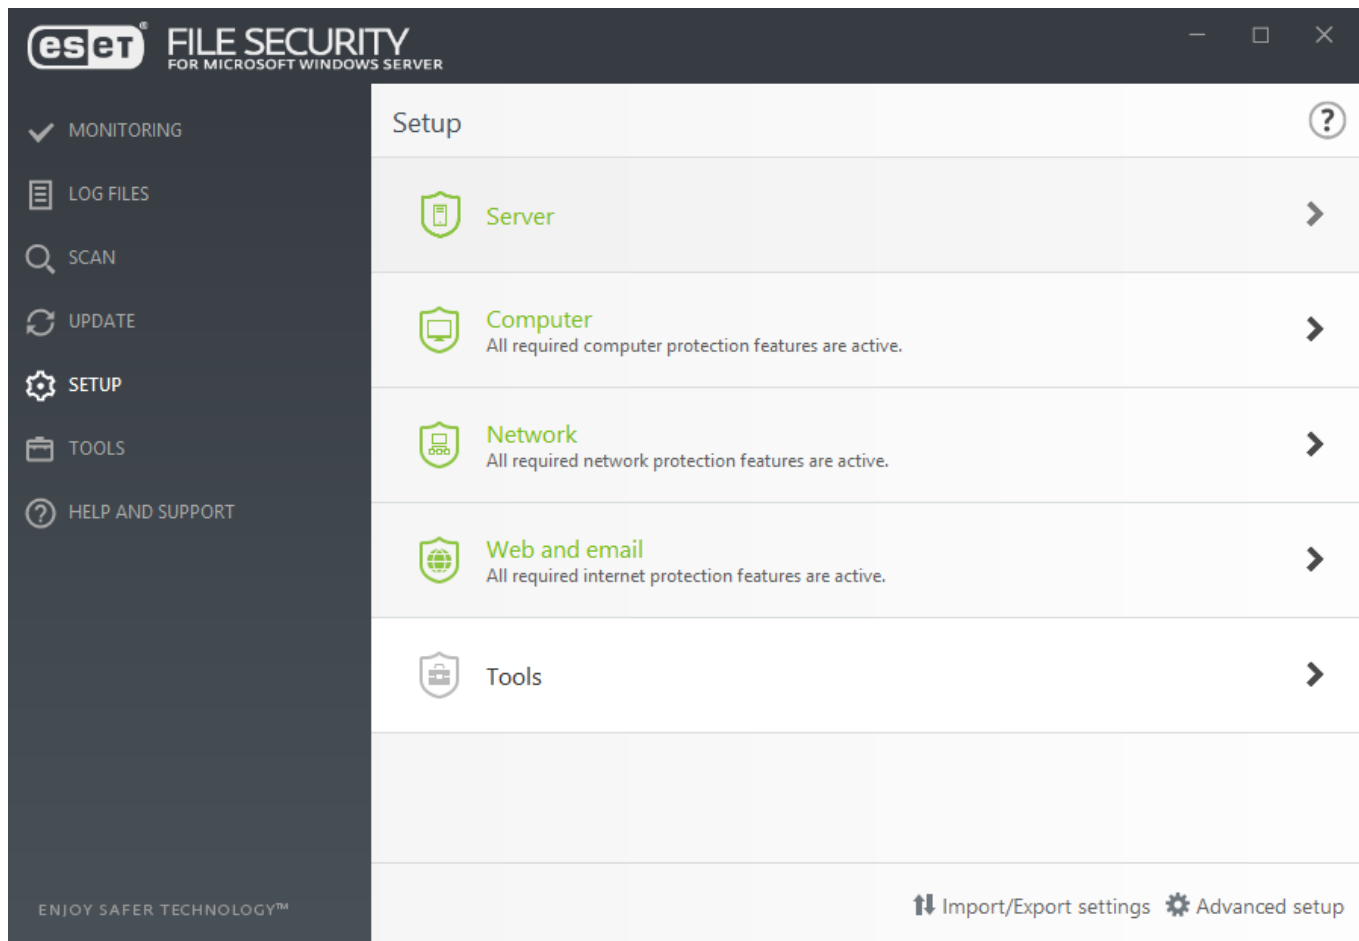 eset® FILE SECURITY
FOR MICROSOFT WINDOWS SERVER
MONITORING
LOG FILES
SCAN
UPDATE
SETUP
TOOLS
HELP AND SUPPORT
ENJOY SAFER TECHNOLOGY™
Setup
?
Server
Computer
All required computer protection features are active.
Network
All required network protection features are active.
Web and email
All required internet protection features are active.
Tools
Import/Export settings Advanced setup